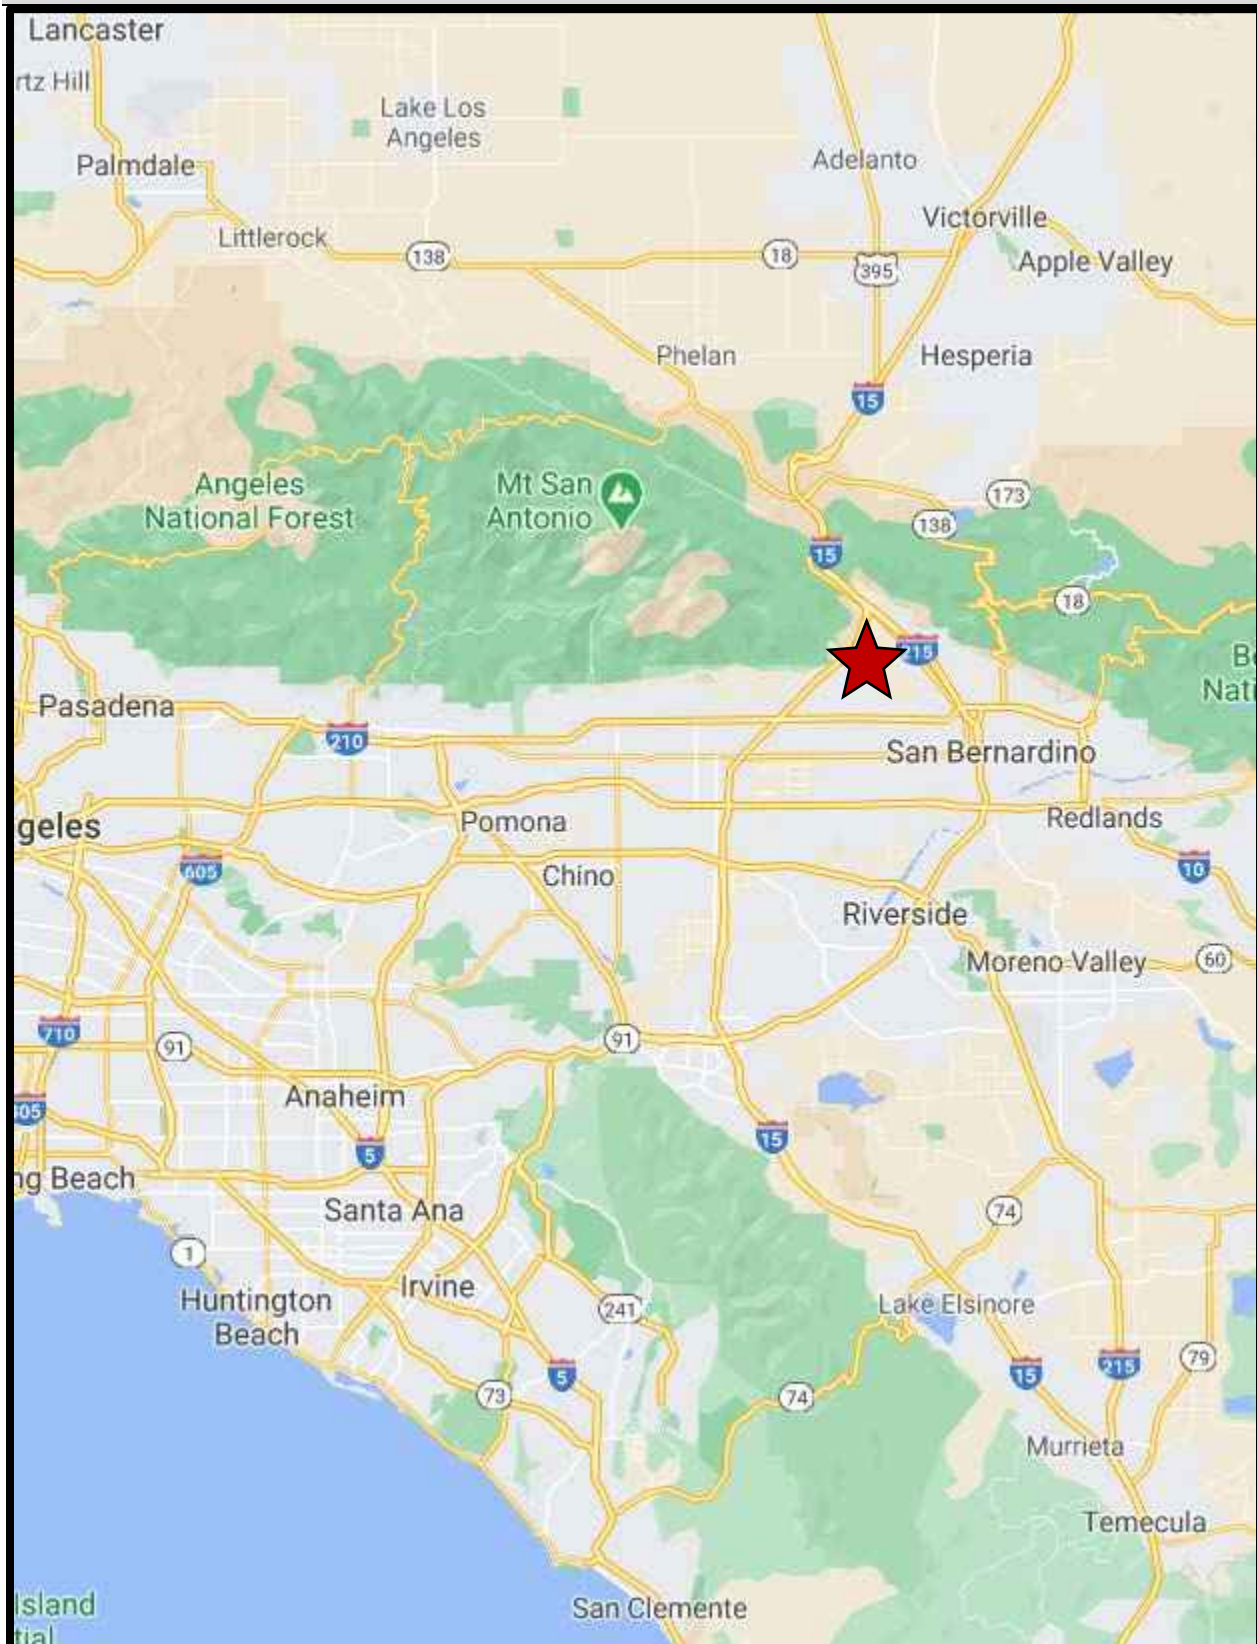 Lancaster
rtz Hill
Lake Los
Angeles
Palmdale
Adelanto
Victorville
Littlerock
138
18
395
Apple Valley
Phelan
Hesperia
15
Angeles
National Forest
Mt San
Antonio
173
138
15
18
215
B
Nati
Pasadena
210
San Bernardino
geles
Pomona
Redlands
605
Chino
10
Riverside
Moreno Valley
60
710
91
91
Anaheim
405
5
15
ng Beach
Santa Ana
74
1
Irvine
Huntington
Beach
241
Lake Elsinore
73
5
74
15
215
79
Murrieta
Temecula
Island
tial
San Clemente